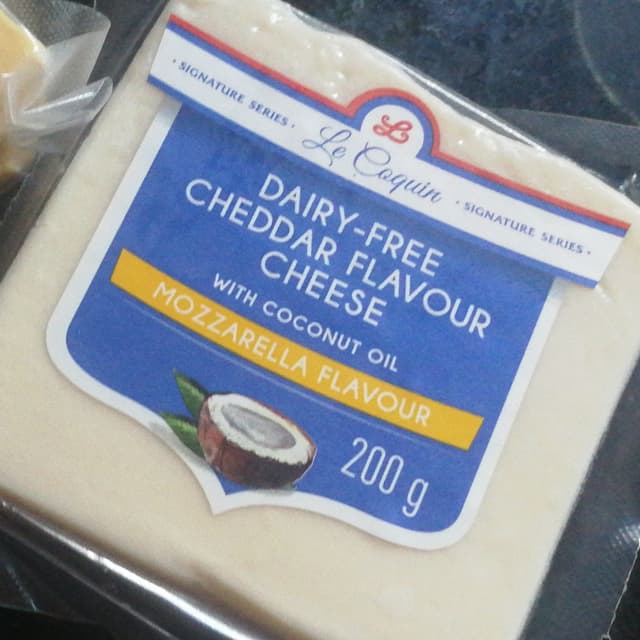 · SIGNATURE SERIES ·
Le Coquin
· SIGNATURE SERIES ·
DAIRY-FREE
CHEDDAR FLAVOUR
CHEESE
WITH COCONUT OIL
MOZZARELLA FLAVOUR
200 g